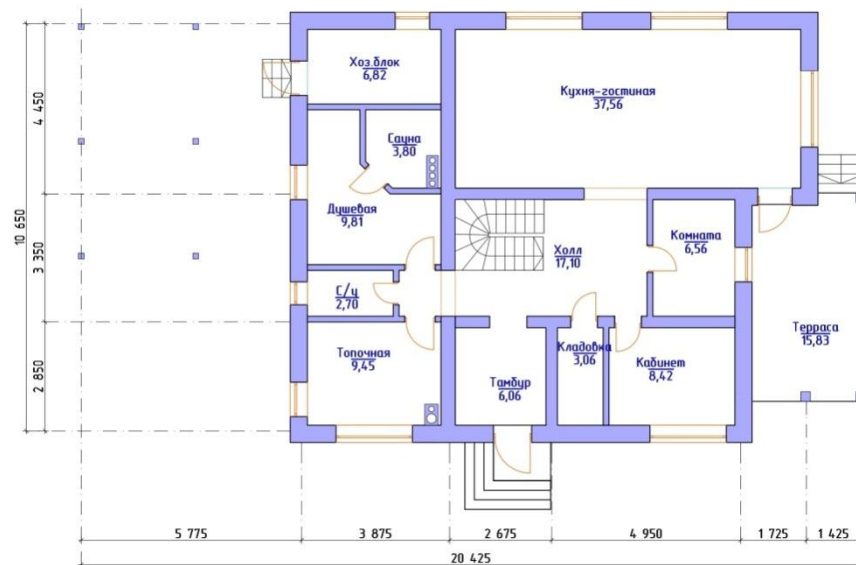 Хоз.блок
6,82
Кухня-гостиная
37,56
Сауна
3,80
Душевая
9,81
Холл
17,10
Комната
6,56
С/у
2,70
Терраса
15,83
Топочная
9,45
Кладовка
3,06
Кабинет
8,42
Тамбур
6,06
4 450
3 350
2 850
10 650
5 775
3 875
2 675
4 950
1 725
1 425
20 425